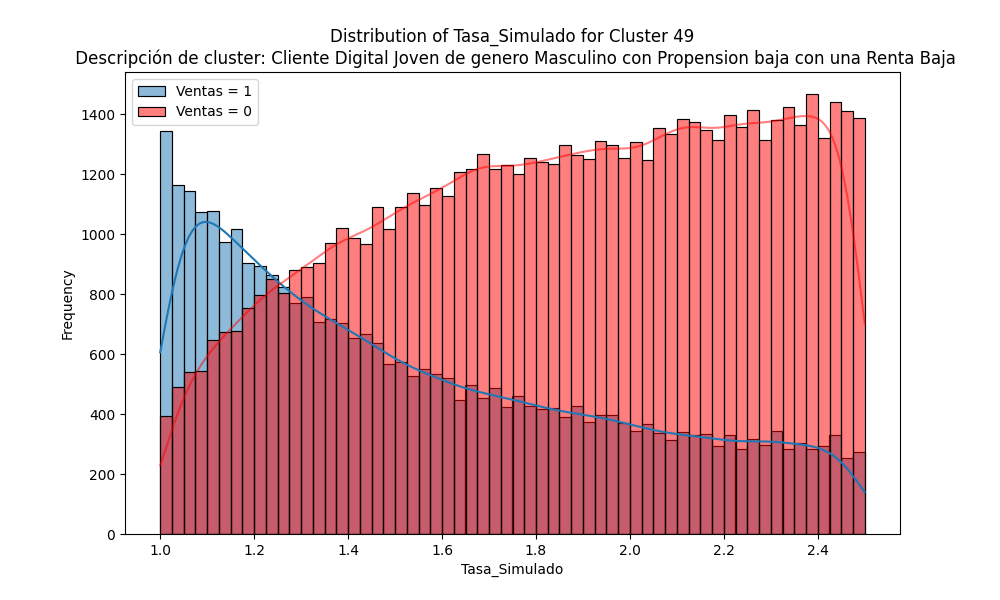 Distribution of Tasa_Simulado for Cluster 49
Descripción de cluster: Cliente Digital Joven de genero Masculino con Propension baja con una Renta Baja
Ventas = 1
Ventas = 0
Frequency
1400
1200
1000
800
600
400
200
0
1.0 1.2 1.4 1.6 1.8 2.0 2.2 2.4
Tasa_Simulado